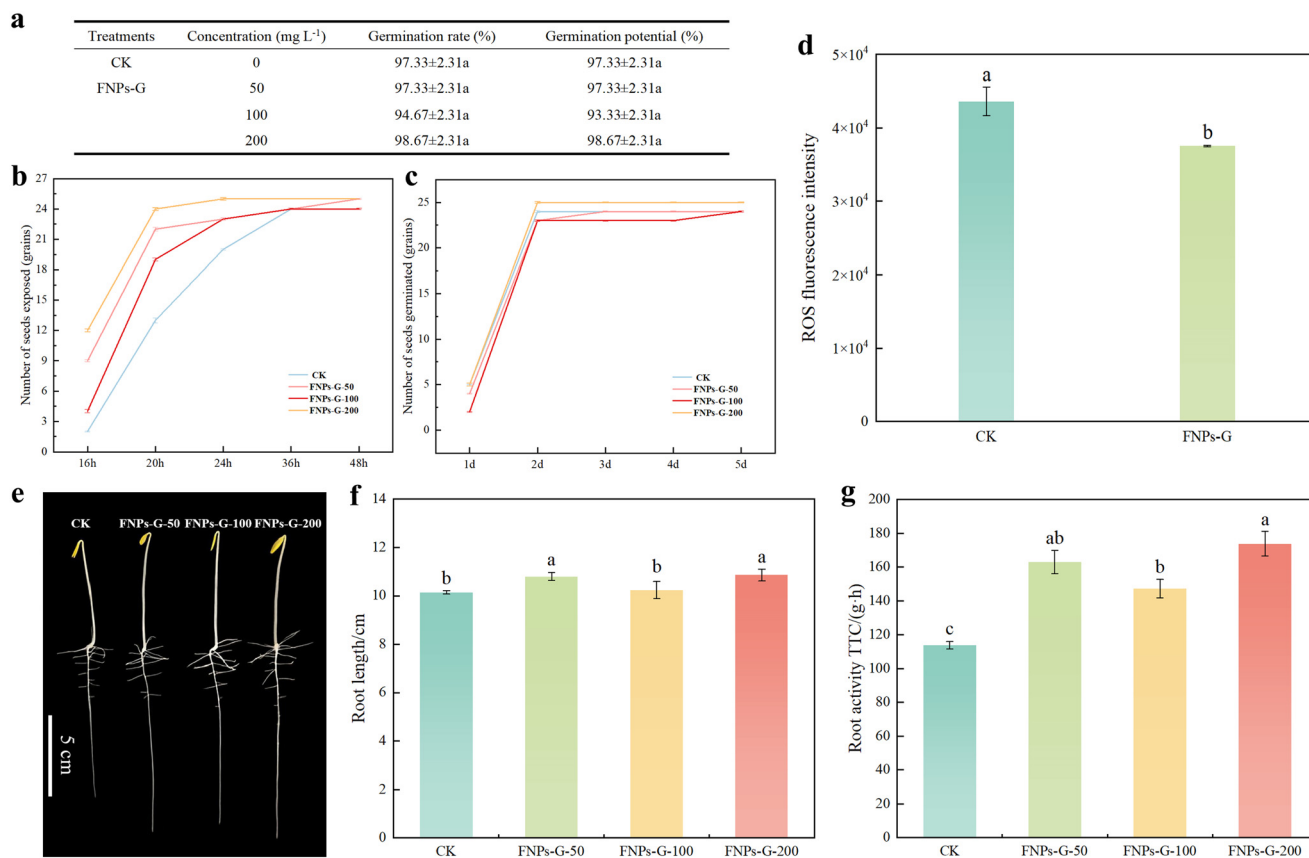 a
Treatments Concentration (mg L⁻¹) Germination rate (%) Germination potential (%)
CK 0 97.33±2.31a 97.33±2.31a
FNPs-G 50 97.33±2.31a 97.33±2.31a
100 94.67±2.31a 93.33±2.31a
200 98.67±2.31a 98.67±2.31a
b
Number of seeds exposed (grains)
27
24
21
18
15
12
9
6
3
0
CK
FNPs-G-50
FNPs-G-100
FNPs-G-200
16h 20h 24h 36h 48h
c
Number of seeds germinated (grains)
25
20
15
10
5
0
CK
FNPs-G-50
FNPs-G-100
FNPs-G-200
1d 2d 3d 4d 5d
d
ROS fluorescence intensity
5×10⁴
4×10⁴
3×10⁴
2×10⁴
1×10⁴
0
a
b
CK FNPs-G
e
CK FNPs-G-50 FNPs-G-100 FNPs-G-200
5 cm
f
Root length/cm
14
12
10
8
6
4
2
0
b a b a
CK FNPs-G-50 FNPs-G-100 FNPs-G-200
g
Root activity TTC/(g·h)
200
180
160
140
120
100
80
60
40
20
0
c ab b a
CK FNPs-G-50 FNPs-G-100 FNPs-G-200